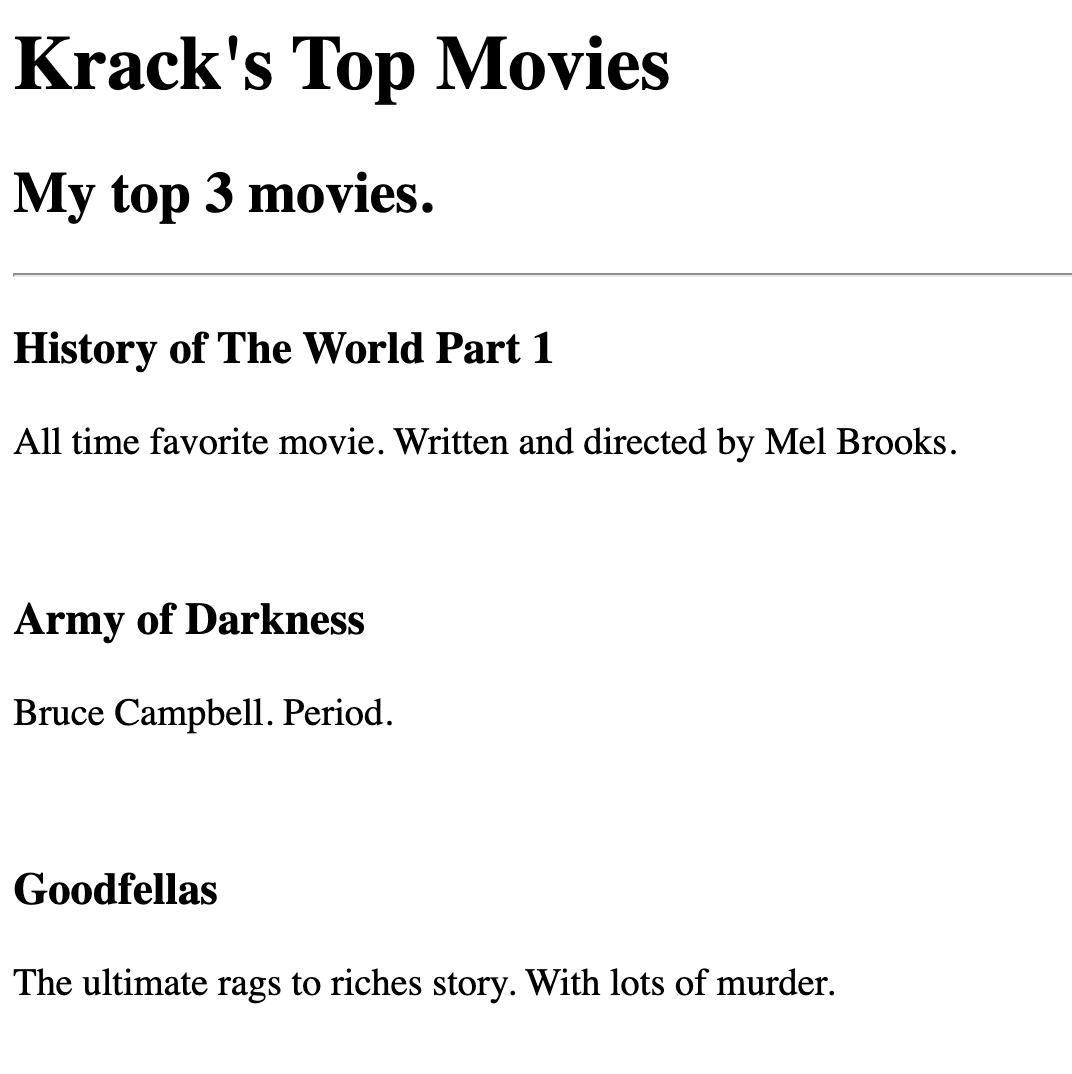 Krack's Top Movies
My top 3 movies.
History of The World Part 1
All time favorite movie. Written and directed by Mel Brooks.
Army of Darkness
Bruce Campbell. Period.
Goodfellas
The ultimate rags to riches story. With lots of murder.